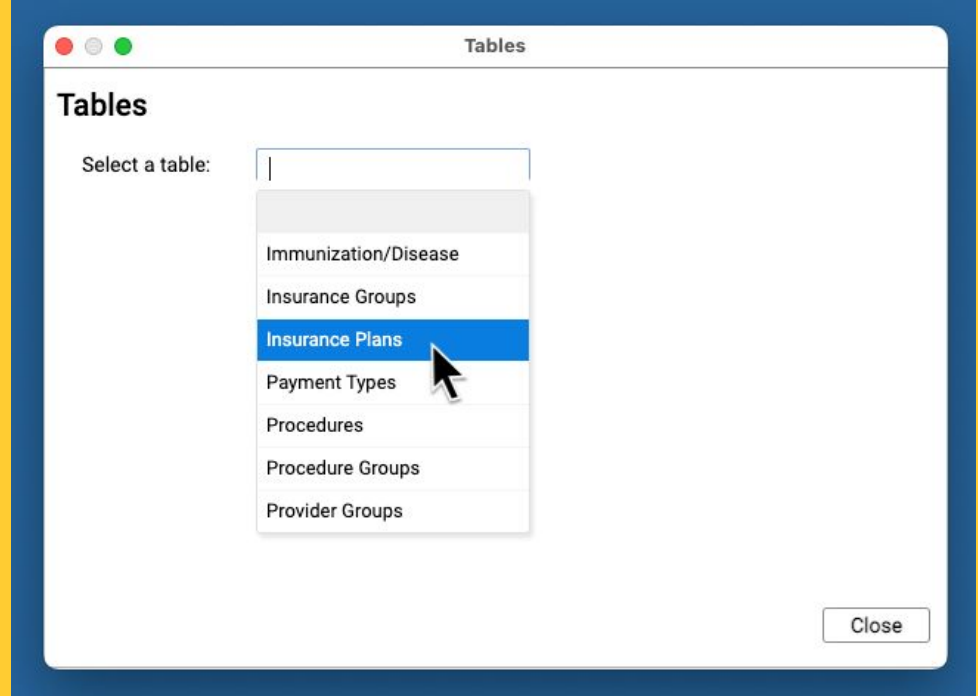 Tables
Tables
Select a table:
Immunization/Disease
Insurance Groups
Insurance Plans
Payment Types
Procedures
Procedure Groups
Provider Groups
Close